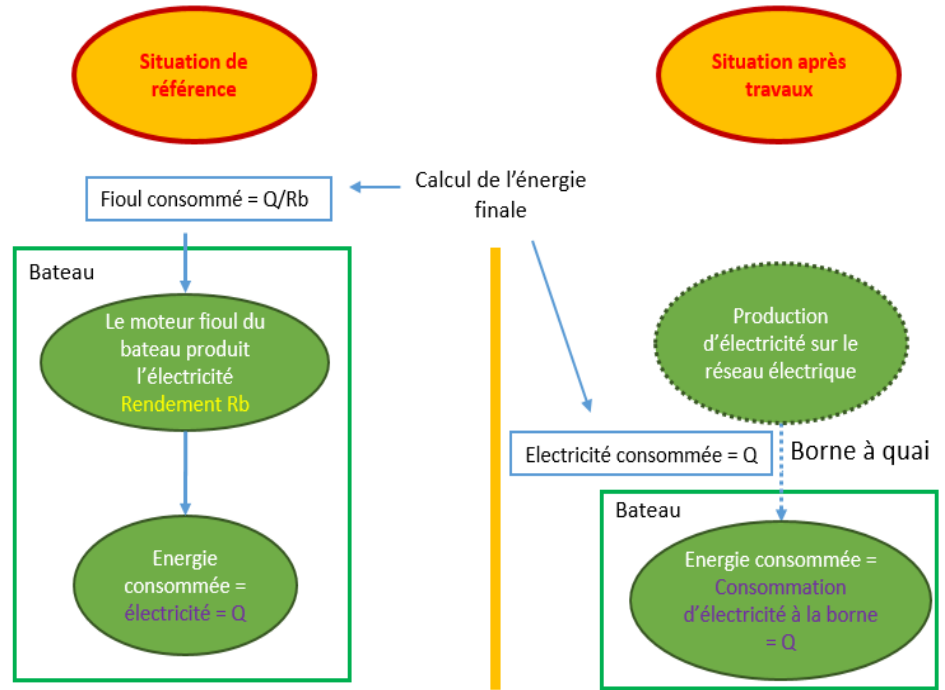 Situation de
référence
Situation après
travaux
Calcul de l’énergie
finale
Fioul consommé = Q/Rb
Bateau
Le moteur fioul du
bateau produit
l’électricité
Rendement Rb
Energie
consommée =
électricité = Q
Production
d’électricité sur le
réseau électrique
Electricité consommée = Q
Borne à quai
Bateau
Energie consommée =
Consommation
d’électricité à la borne
= Q